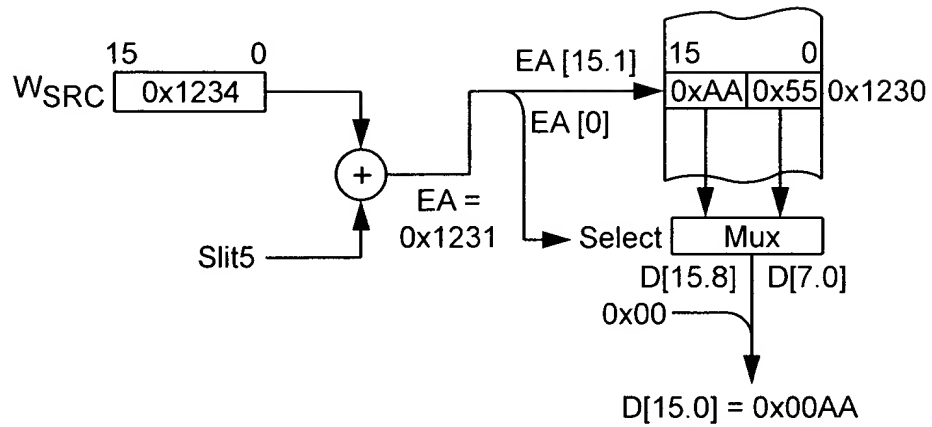 15 0
WSRC 0x1234
EA [15.1]
EA [0]
15 0
0xAA 0x55 0x1230
+
EA =
0x1231
Slit5
Select Mux
D[15.8] D[7.0]
0x00
D[15.0] = 0x00AA